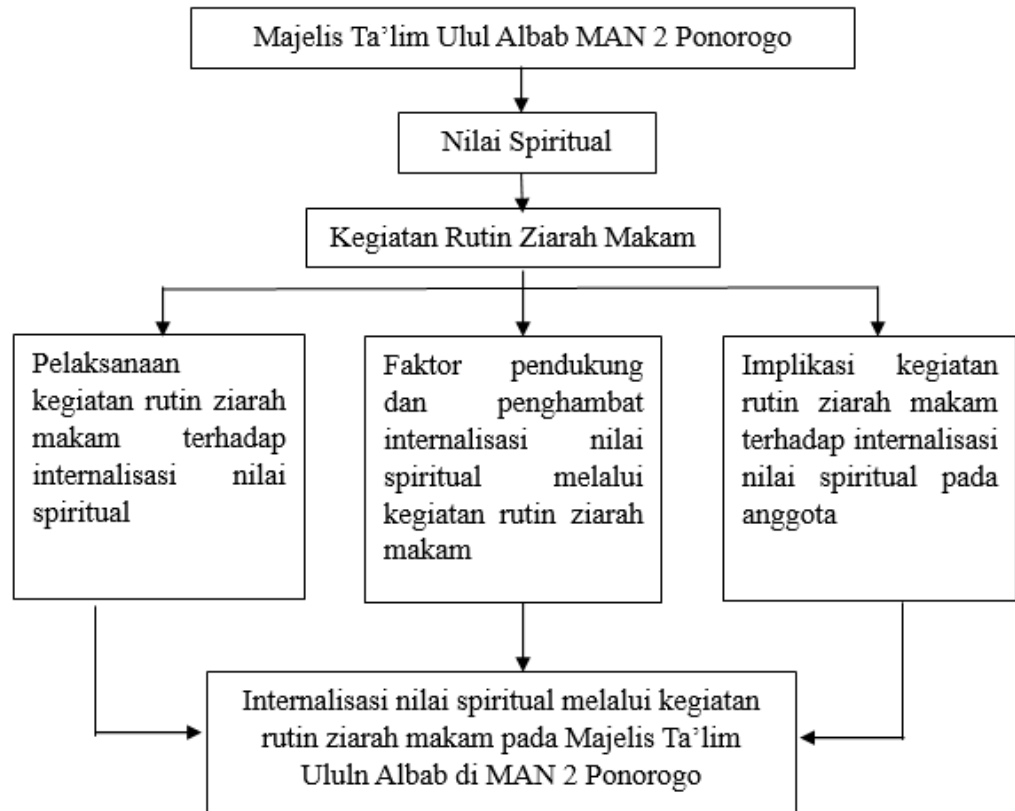 Majelis Ta’lim Ulul Albab MAN 2 Ponorogo
Nilai Spiritual
Kegiatan Rutin Ziarah Makam
Pelaksanaan
kegiatan rutin ziarah
makam terhadap
internalisasi nilai
spiritual
Faktor pendukung
dan penghambat
internalisasi nilai
spiritual melalui
kegiatan rutin ziarah
makam
Implikasi kegiatan
rutin ziarah makam
terhadap internalisasi
nilai spiritual pada
anggota
Internalisasi nilai spiritual melalui kegiatan
rutin ziarah makam pada Majelis Ta’lim
Ululn Albab di MAN 2 Ponorogo